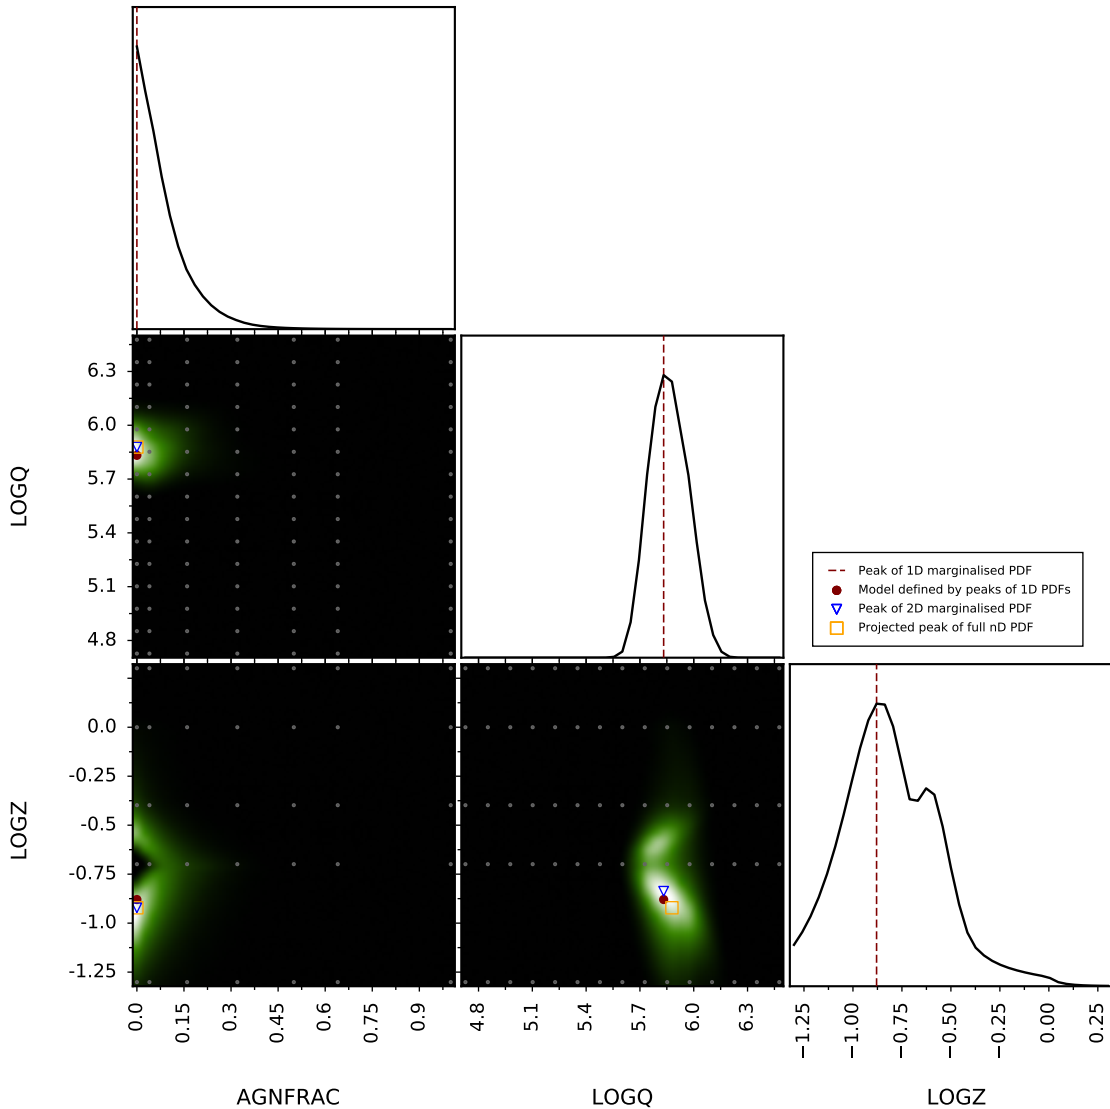 6.3
6.0
5.7
5.4
5.1
4.8
LOGQ
Peak of 1D marginalised PDF
Model defined by peaks of 1D PDFs
Peak of 2D marginalised PDF
Projected peak of full nD PDF
0.0
-0.25
-0.5
-0.75
-1.0
-1.25
LOGZ
0.0 0.15 0.3 0.45 0.6 0.75 0.9
4.8 5.1 5.4 5.7 6.0 6.3
−1.25 −1.00 −0.75 −0.50 −0.25 0.00 0.25
AGNFRAC LOGQ LOGZ